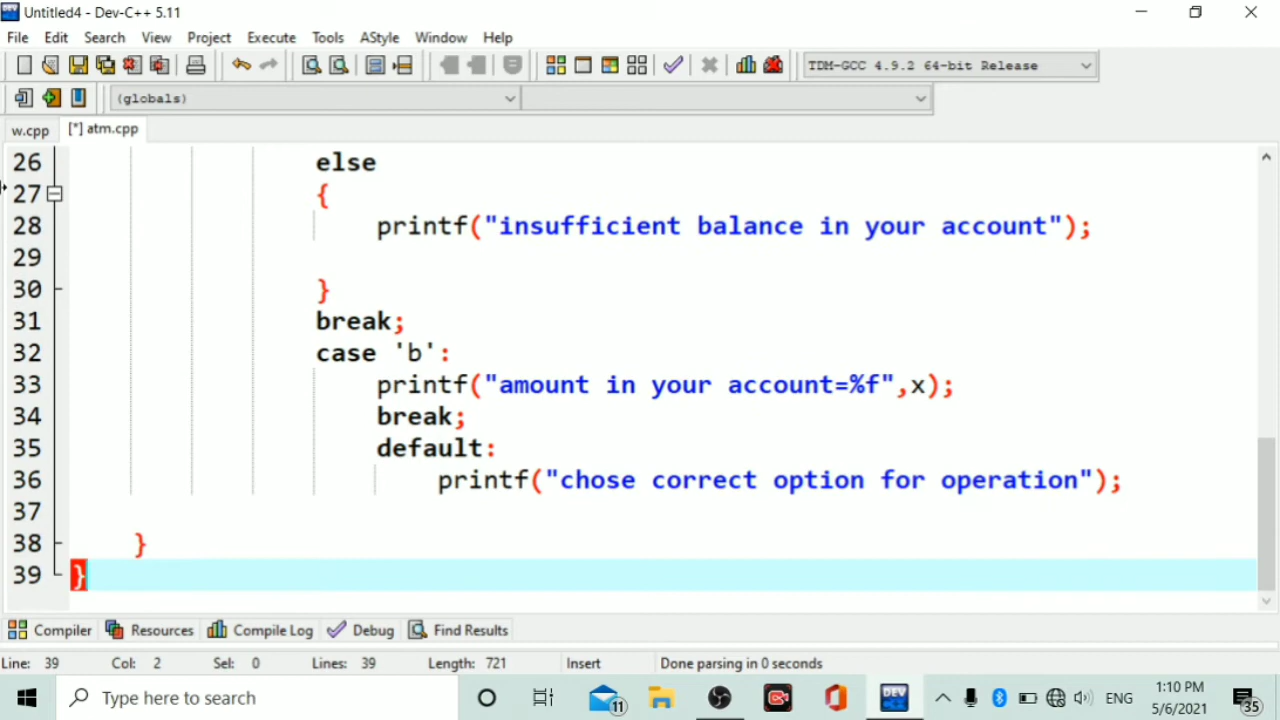 Untitled4 - Dev-C++ 5.11
File Edit Search View Project Execute Tools AStyle Window Help
TDM-GCC 4.9.2 64-bit Release
(globals)
w.cpp [*] atm.cpp
26 else
27 {
28 printf("insufficient balance in your account");
29
30 }
31 break;
32 case 'b':
33 printf("amount in your account=%f",x);
34 break;
35 default:
36 printf("chose correct option for operation");
37
38 }
39 }
Compiler Resources Compile Log Debug Find Results
Line: 39 Col: 2 Sel: 0 Lines: 39 Length: 721 Insert Done parsing in 0 seconds
Type here to search 11 DEV ENG 1:10 PM 35
5/6/2021